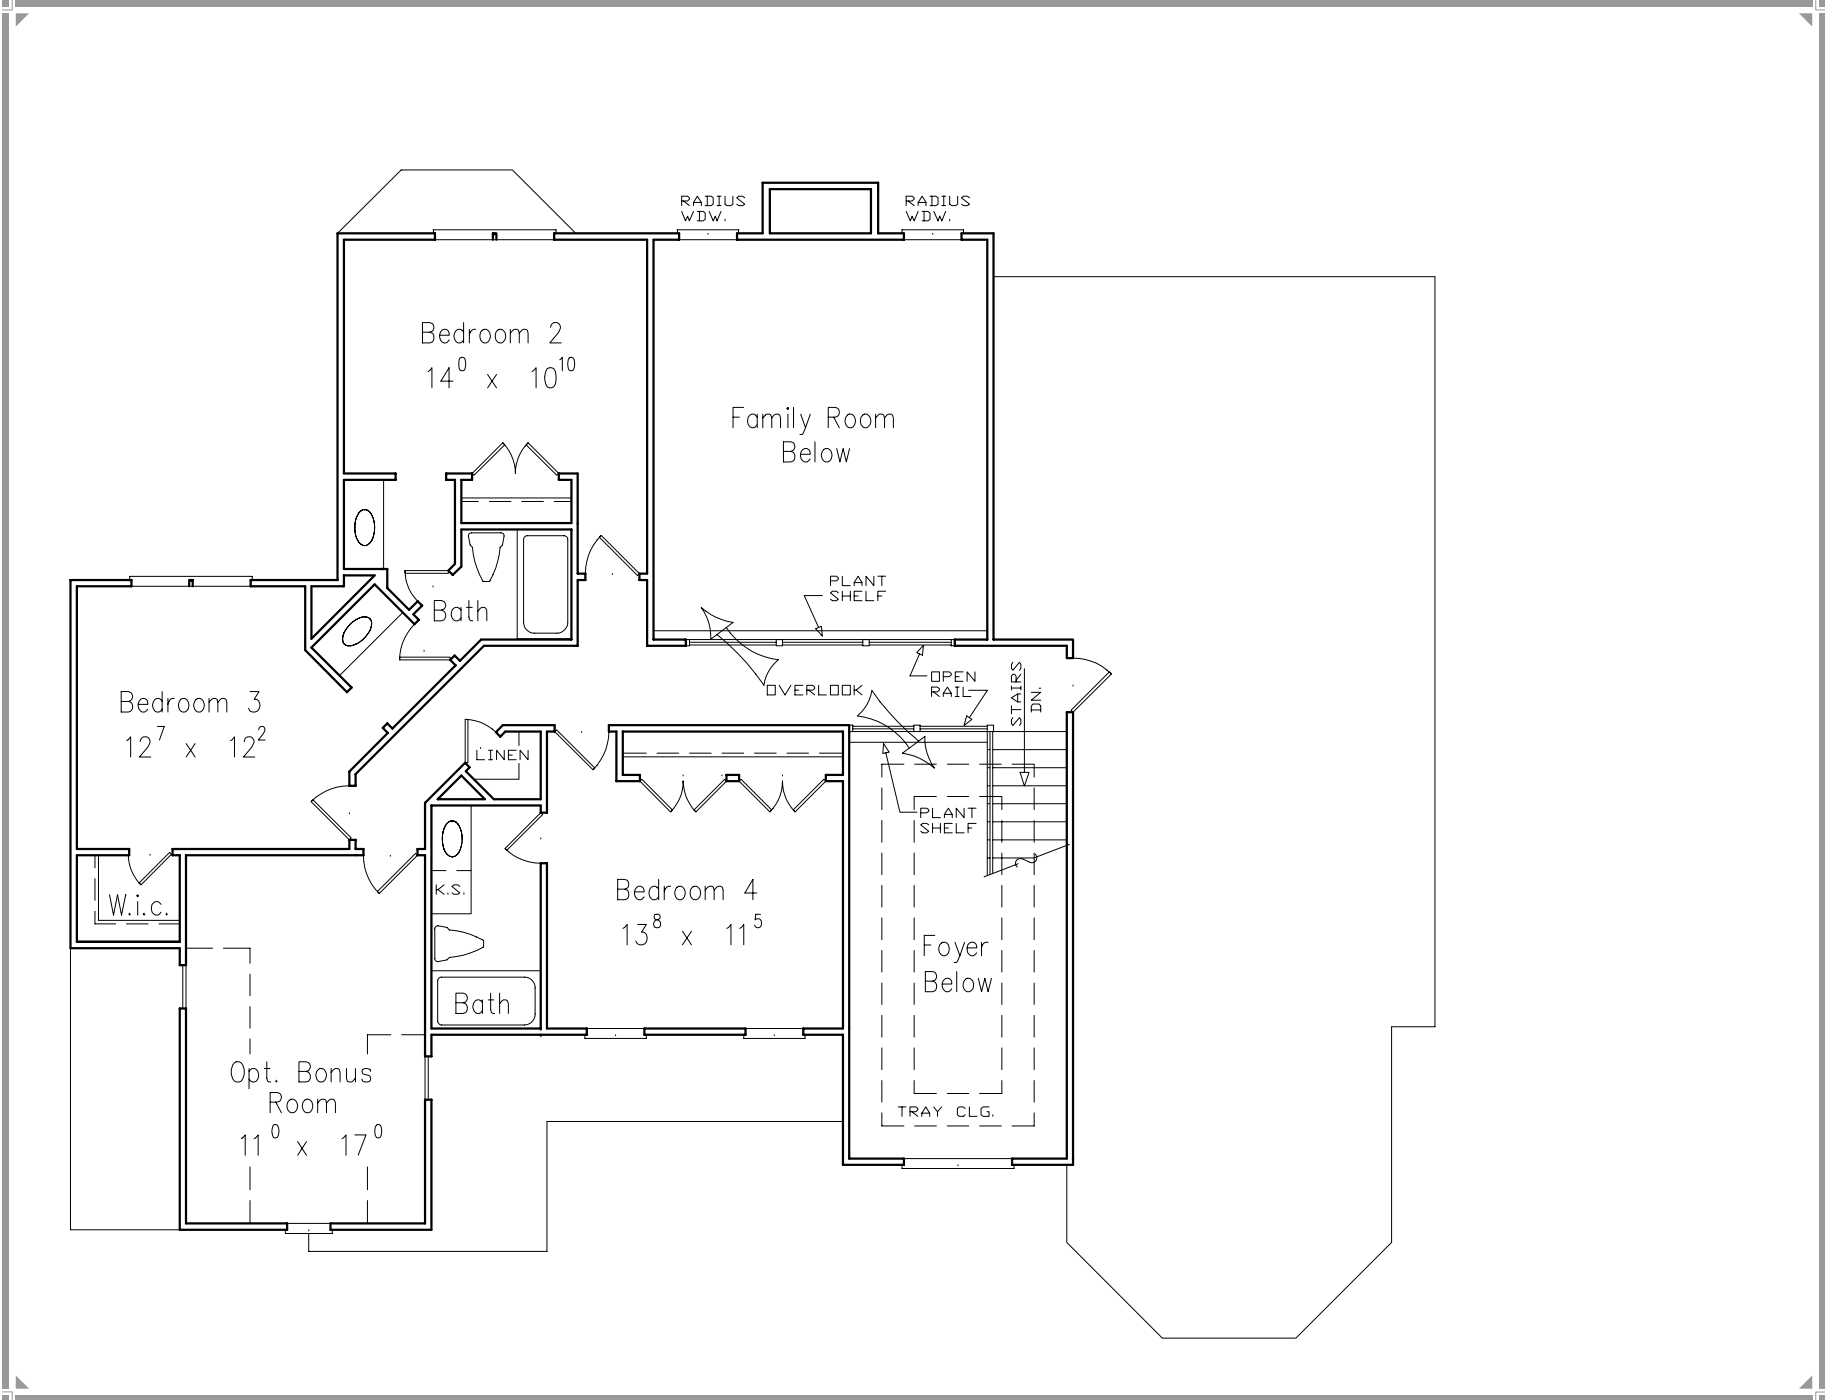 RADIUS
WDW.
RADIUS
WDW.
Bedroom 2
14⁰ x 10¹⁰
Family Room
Below
PLANT
SHELF
Bath
OPEN
RAIL
OVERLOOK
STAIRS
DN.
Bedroom 3
12⁷ x 12²
LINEN
PLANT
SHELF
K.S.
Bedroom 4
13⁸ x 11⁵
W.i.c.
Foyer
Below
Bath
Opt. Bonus
Room
11⁰ x 17⁰
TRAY CLG.